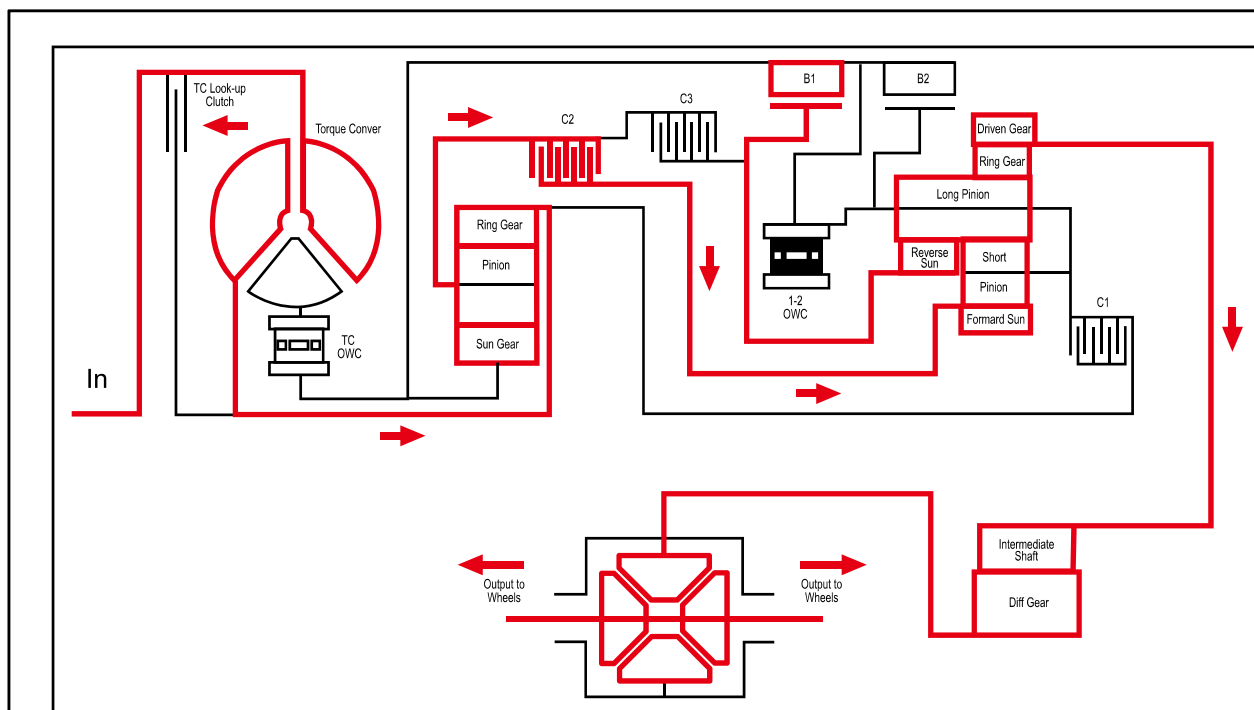 TC Look-up
Clutch
Torque Conver
C2
C3
B1
B2
Driven Gear
Ring Gear
Long Pinion
Reverse
Sun
Short
Pinion
Formard Sun
C1
1-2
OWC
Ring Gear
Pinion
Sun Gear
TC
OWC
In
Intermediate
Shaft
Diff Gear
Output to
Wheels
Output to
Wheels